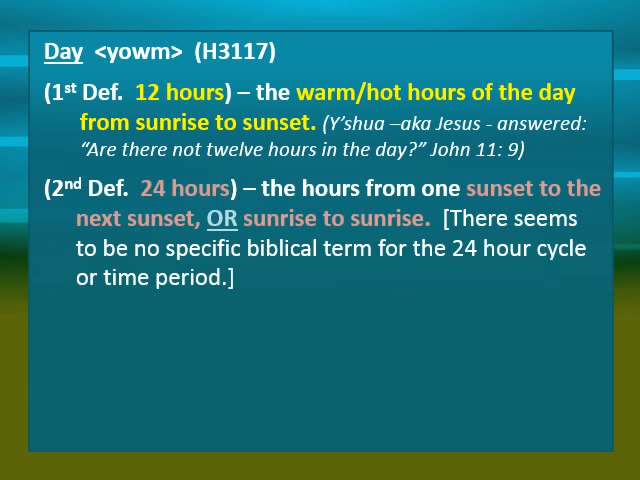 Day <yowm> (H3117)
(1st Def. 12 hours) – the warm/hot hours of the day
from sunrise to sunset. (Y’shua –aka Jesus - answered:
“Are there not twelve hours in the day?” John 11: 9)
(2nd Def. 24 hours) – the hours from one sunset to the
next sunset, OR sunrise to sunrise. [There seems
to be no specific biblical term for the 24 hour cycle
or time period.]